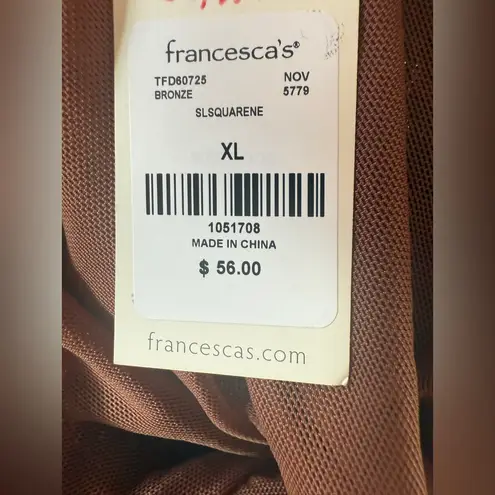 francesca's®
TFD60725 NOV
BRONZE 5779
SLSQUARENE
XL
1051708
MADE IN CHINA
$ 56.00
francescas.com